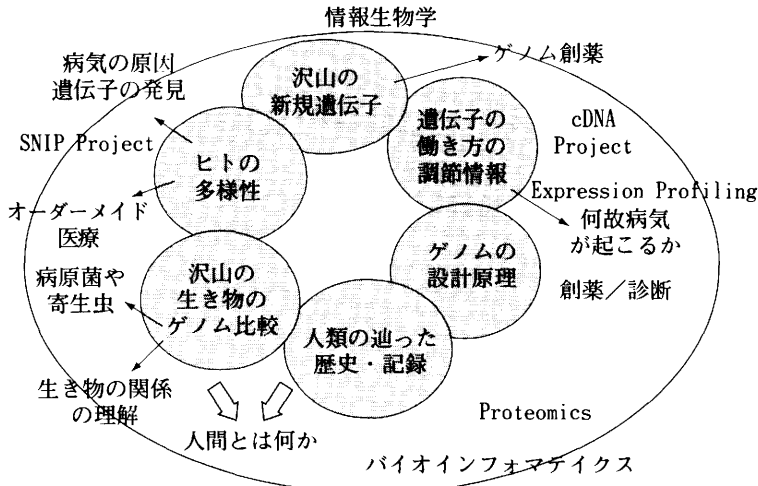 情報生物学
病気の原因
遺伝子の発見
沢山の
新規遺伝子
ゲノム創薬
SNIP Project
ヒトの
多様性
遺伝子の
働き方の
調節情報
cDNA
Project
オーダーメイド
医療
Expression Profiling
何故病気
が起こるか
病原菌や
寄生虫
沢山の
生き物の
ゲノム比較
ゲノムの
設計原理
創薬／診断
人類の辿った
歴史・記録
生き物の関係
の理解
人間とは何か
Proteomics
バイオインフォマテイクス